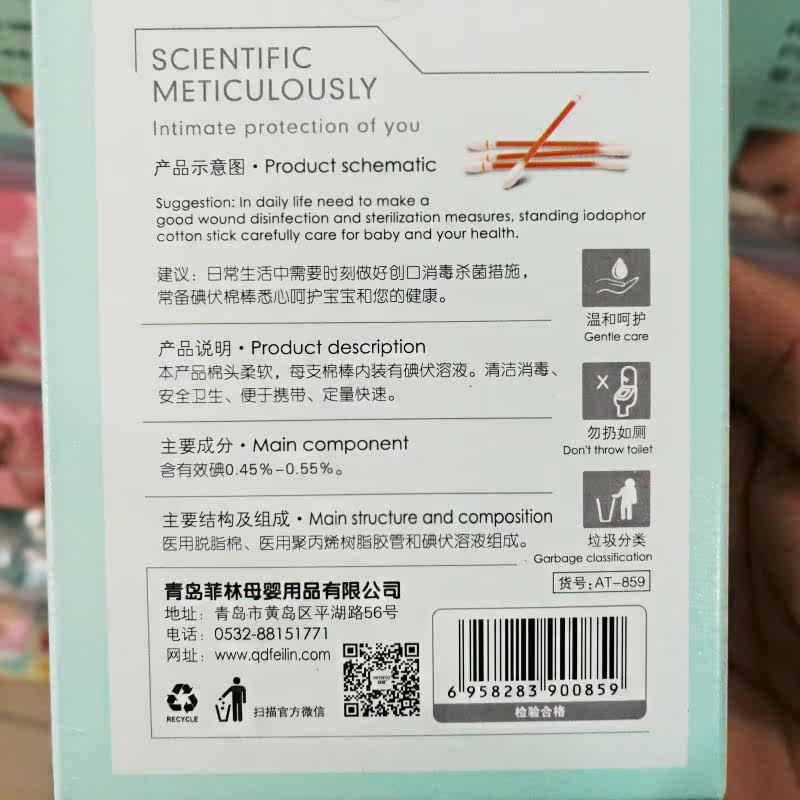 SCIENTIFIC
METICULOUSLY
Intimate protection of you
产品示意图·Product schematic
Suggestion: In daily life need to make a
good wound disinfection and sterilization measures, standing iodophor
cotton stick carefully care for baby and your health.
建议：日常生活中需要时刻做好创口消毒杀菌措施，
常备碘伏棉棒悉心呵护宝宝和您的健康。
温和呵护
Gentle care
产品说明·Product description
本产品棉头柔软，每支棉棒内装有碘伏溶液。清洁消毒、
安全卫生、便于携带、定量快速。
X
勿扔如厕
Don't throw toilet
主要成分·Main component
含有效碘0.45%-0.55%。
主要结构及组成·Main structure and composition
医用脱脂棉、医用聚丙烯树脂胶管和碘伏溶液组成。
垃圾分类
Garbage classification
货号:AT-859
青岛菲林母婴用品有限公司
地址：青岛市黄岛区平湖路56号
电话：0532-88151771
网址：www.qdfeilin.com
RECYCLE
扫描官方微信
6 958283 900859
检验合格